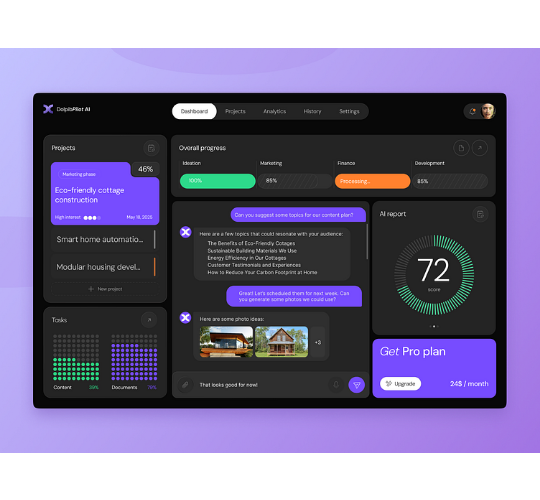 DolphPilot AI
Dashboard
Projects
Analytics
History
Settings
Projects
Marketing phase
46%
Eco-friendly cottage
construction
High interest
May 19, 2025
Smart home automatio...
Modular housing devel...
New project
Tasks
Content
Documents
Overall progress
Ideation
Marketing
Finance
Development
100%
85%
Processing...
85%
Can you suggest some topics for our content plan?
Here are a few topics that could resonate with your audience:
The Benefits of Eco-Friendly Cottages
Sustainable Building Materials We Use
Energy Efficiency in Our Cottages
Customer Testimonials and Experiences
How to Reduce Your Carbon Footprint at Home
Great! Let's scheduled them for next week. Can
you generate some photos we could use?
Here are some photo ideas:
+3
That looks good for now!
AI report
72
score
Get Pro plan
Upgrade
24$ / month